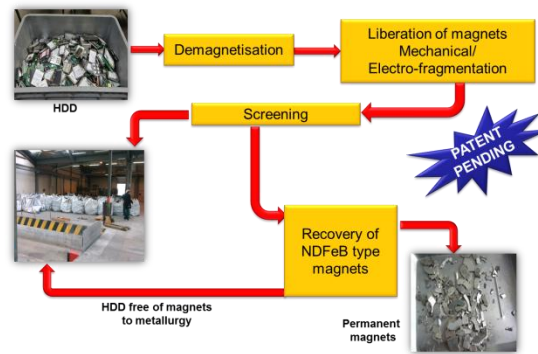 HDD
Demagnetisation
Liberation of magnets
Mechanical/
Electro-fragmentation
Screening
PATENT
PENDING
Recovery of
NDFeB type
magnets
HDD free of magnets
to metallurgy
Permanent
magnets